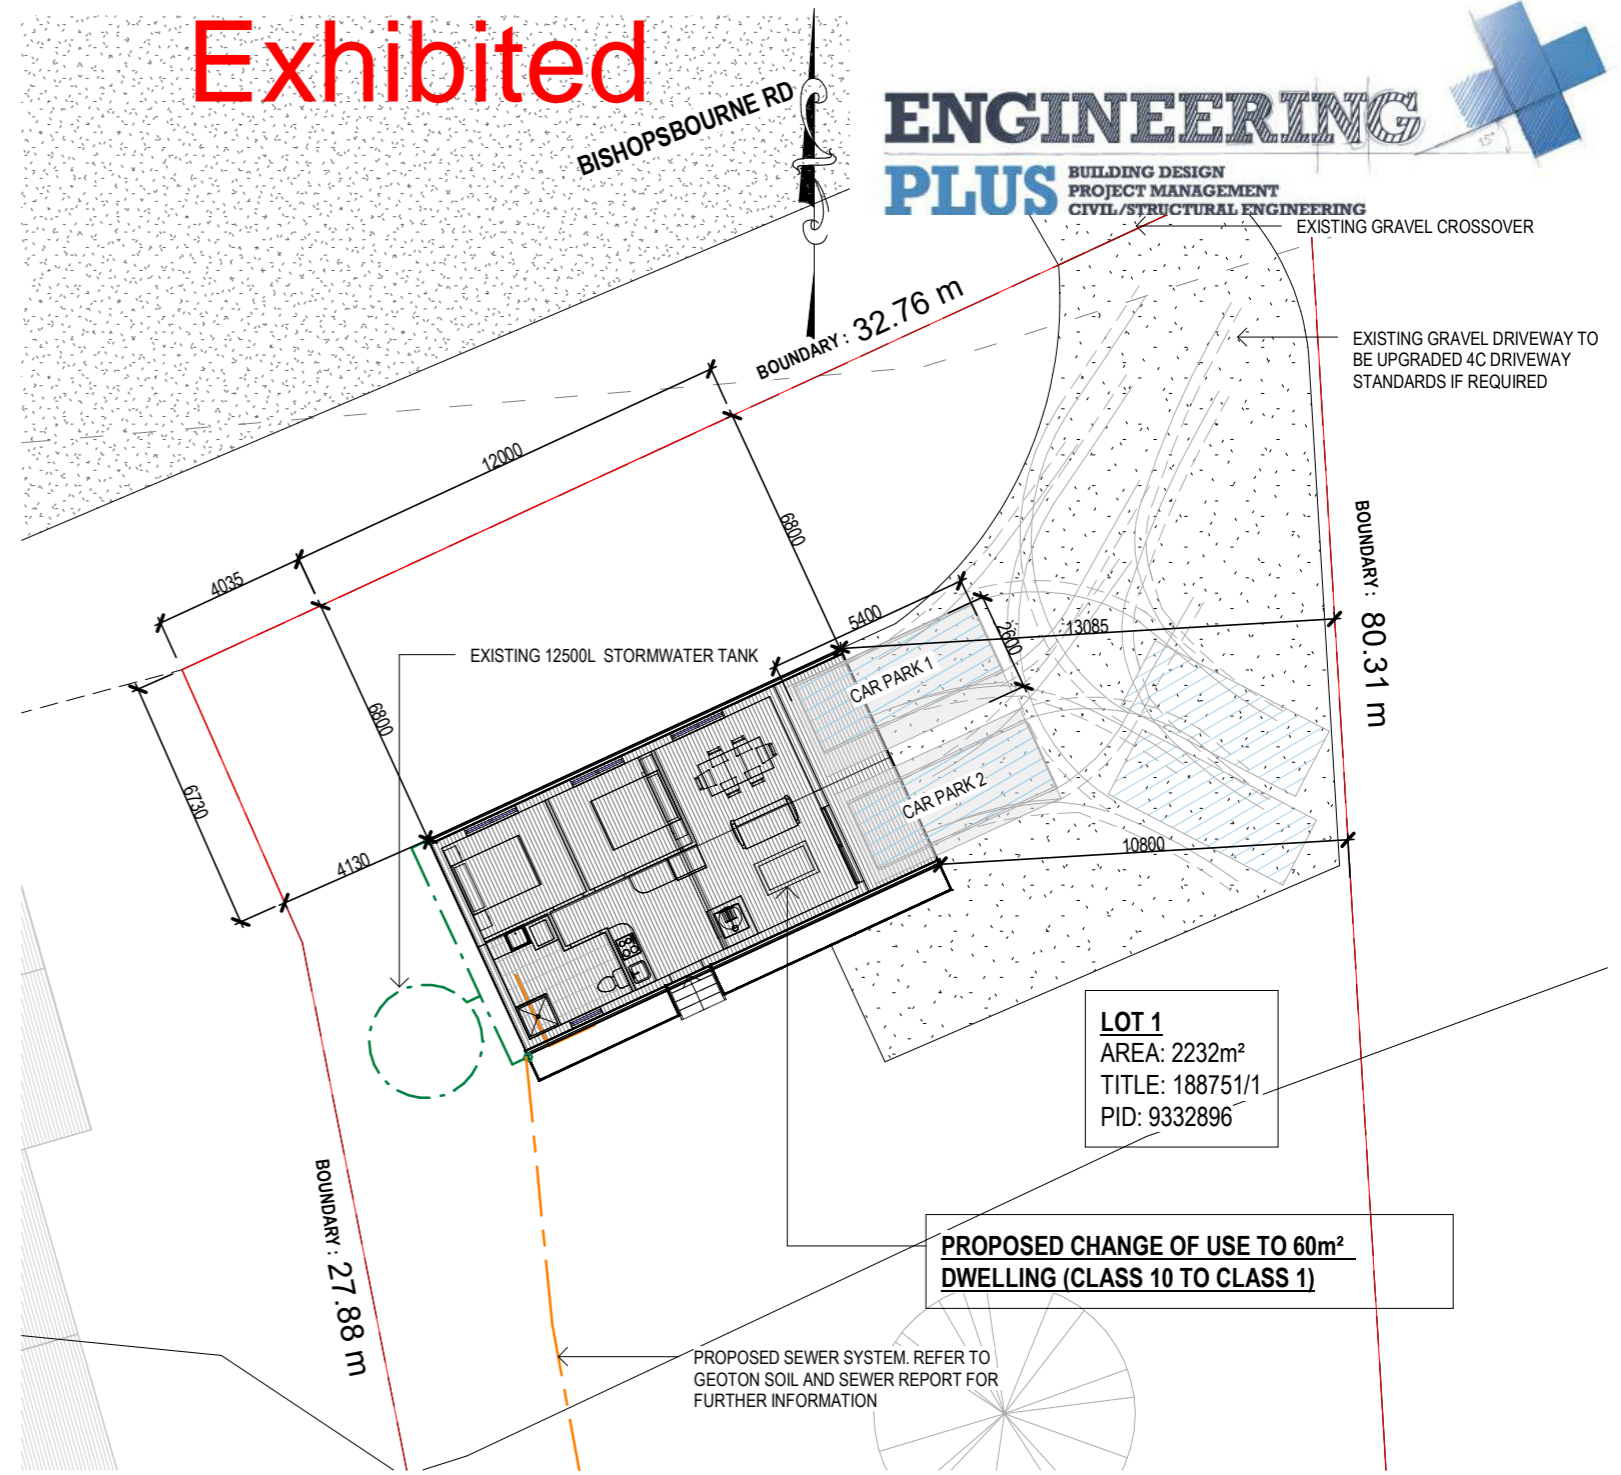 Exhibited
BISHOPSBOURNE RD
ENGINEERING
PLUS
BUILDING DESIGN
PROJECT MANAGEMENT
CIVIL/STRUCTURAL ENGINEERING
15°
EXISTING GRAVEL CROSSOVER
BOUNDARY: 32.76 m
EXISTING GRAVEL DRIVEWAY TO
BE UPGRADED 4C DRIVEWAY
STANDARDS IF REQUIRED
12000
6800
4035
5400
2600
13085
BOUNDARY: 80.31 m
EXISTING 12500L STORMWATER TANK
CAR PARK 1
6800
6730
CAR PARK 2
4130
10800
LOT 1
AREA: 2232m²
TITLE: 188751/1
PID: 9332896
BOUNDARY: 27.88 m
PROPOSED CHANGE OF USE TO 60m²
DWELLING (CLASS 10 TO CLASS 1)
PROPOSED SEWER SYSTEM. REFER TO
GEOTON SOIL AND SEWER REPORT FOR
FURTHER INFORMATION